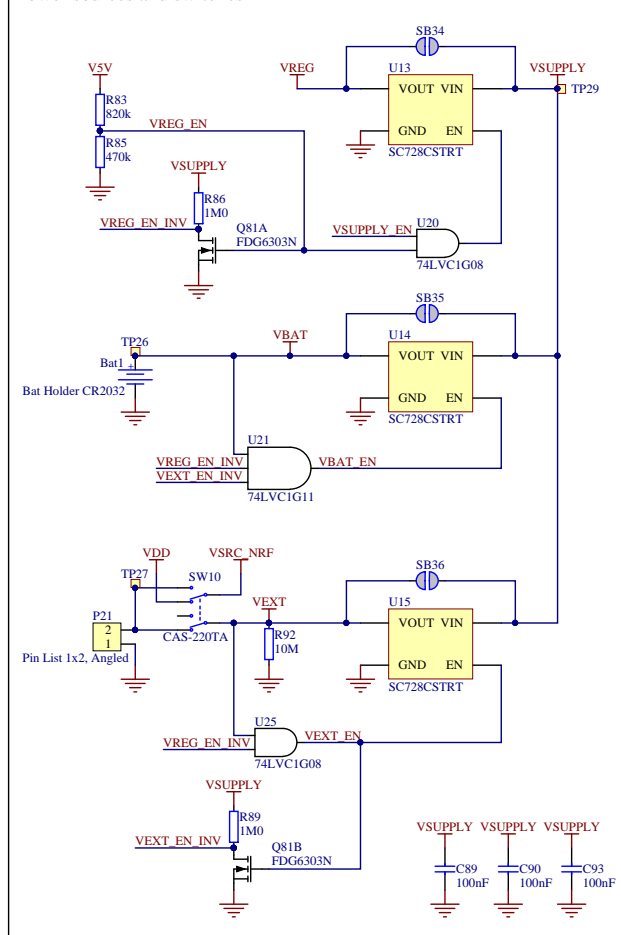 SB34
V5V
VREG
U13
VSUPPLY
VOUT VIN
TP29
R83
820k
VREG_EN
GND EN
R85
470k
SC728CSTRT
VSUPPLY
R86
1M0
VREG_EN_INV
Q81A
FDG6303N
VSUPPLY_EN
U20
74LVC1G08
SB35
TP26
VBAT
U14
VOUT VIN
Bat1
+
Bat Holder CR2032
GND EN
SC728CSTRT
U21
VREG_EN_INV
VBAT_EN
VEXT_EN_INV
74LVC1G11
VDD
VSRC_NRF
TP27
SW10
SB36
VEXT
U15
P21
2
1
CAS-220TA
VOUT VIN
R92
10M
Pin List 1x2, Angled
GND EN
SC728CSTRT
U25
VEXT_EN
VREG_EN_INV
74LVC1G08
VSUPPLY
R89
1M0
VEXT_EN_INV
Q81B
FDG6303N
VSUPPLY VSUPPLY VSUPPLY
C89
100nF
C90
100nF
C93
100nF